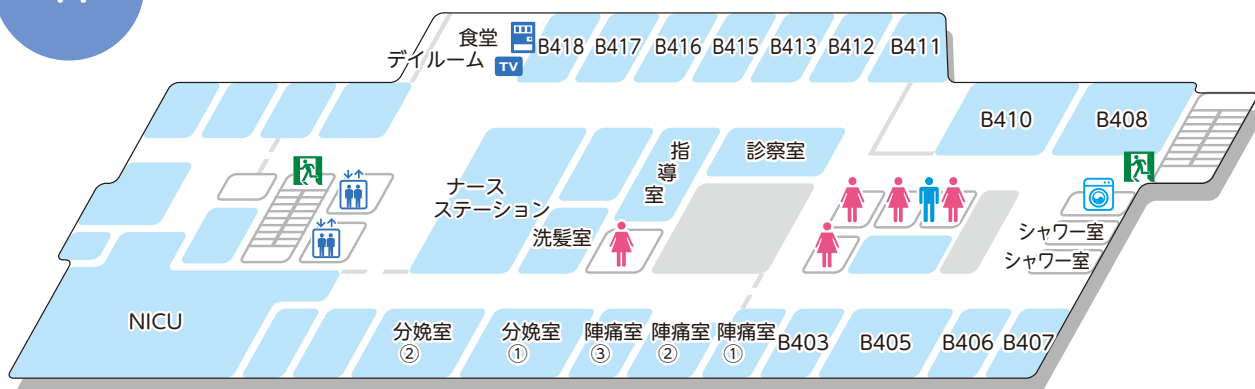 食堂
デイルーム
TV
B418
B417
B416
B415
B413
B412
B411
B410
B408
指導室
診察室
ナース
ステーション
洗髪室
シャワー室
シャワー室
NICU
分娩室
②
分娩室
①
陣痛室
③
陣痛室
②
陣痛室
①
B403
B405
B406
B407